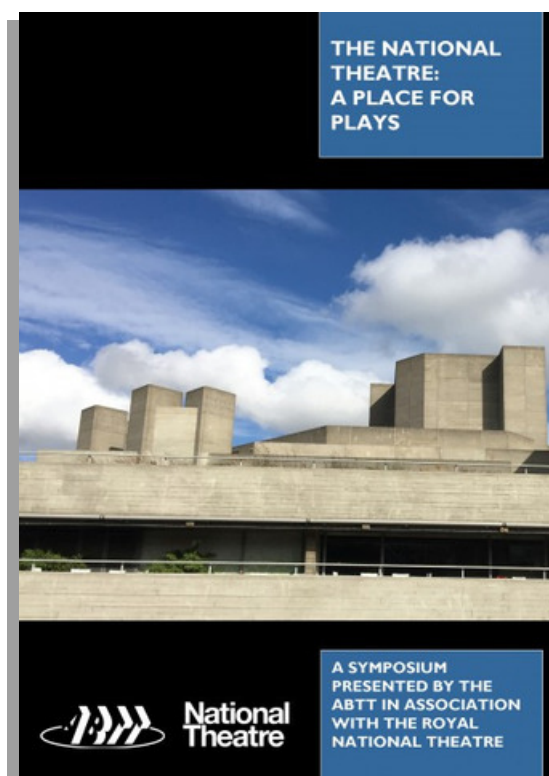 THE NATIONAL
THEATRE:
A PLACE FOR
PLAYS
ABTT
National
Theatre
A SYMPOSIUM
PRESENTED BY THE
ABTT IN ASSOCIATION
WITH THE ROYAL
NATIONAL THEATRE